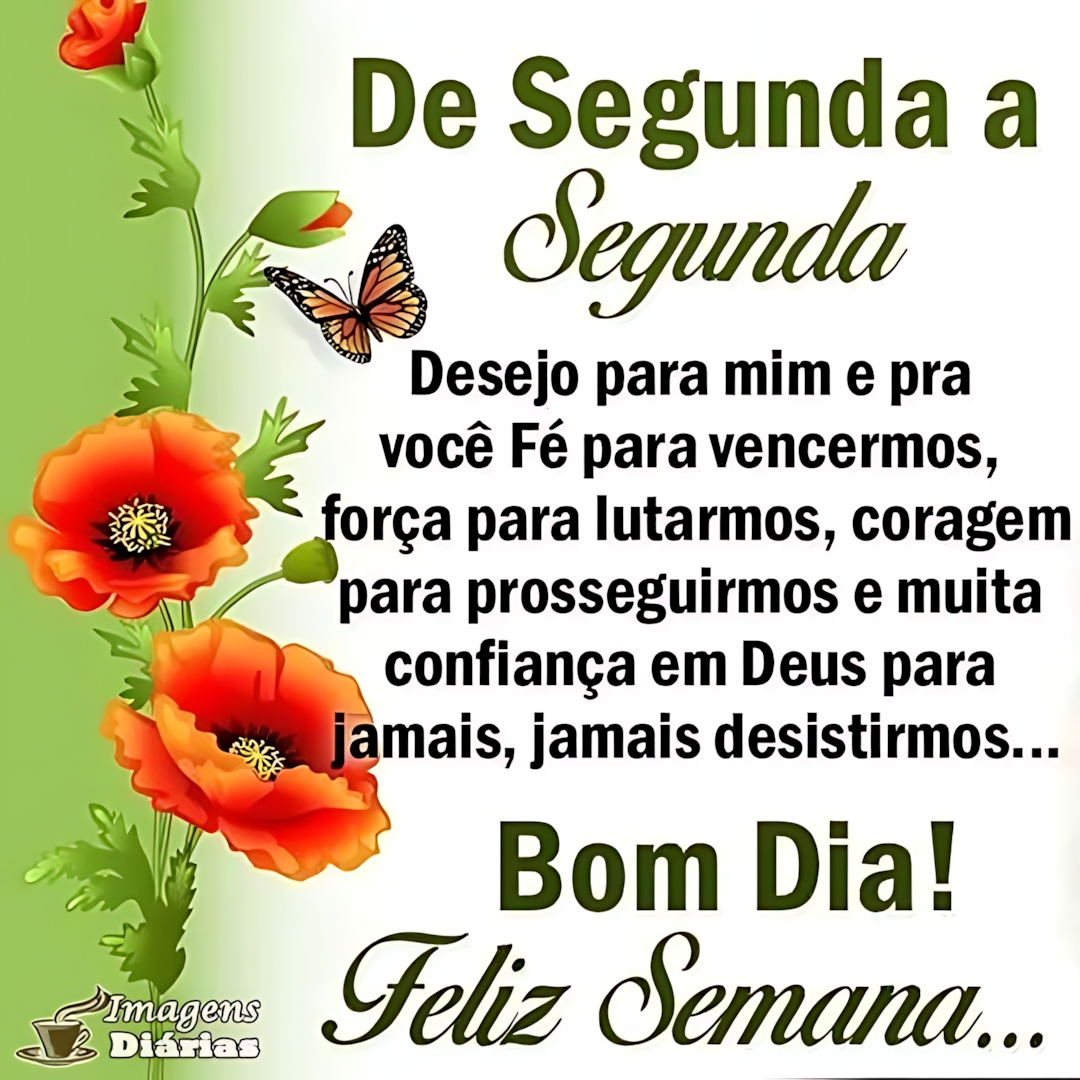 De Segunda a
Segunda
Desejo para mim e pra
você Fé para vencermos,
força para lutarmos, coragem
para prosseguirmos e muita
confiança em Deus para
jamais, jamais desistirmos...
Bom Dia!
Feliz Semana...
Imagens
Diárias